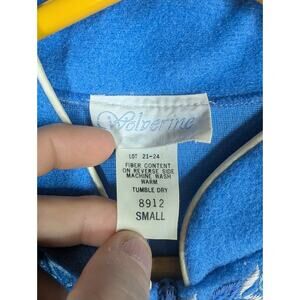 Wolverine
LOT 21-24
FIBER CONTENT
ON REVERSE SIDE
MACHINE WASH
WARM
TUMBLE DRY
8912
SMALL